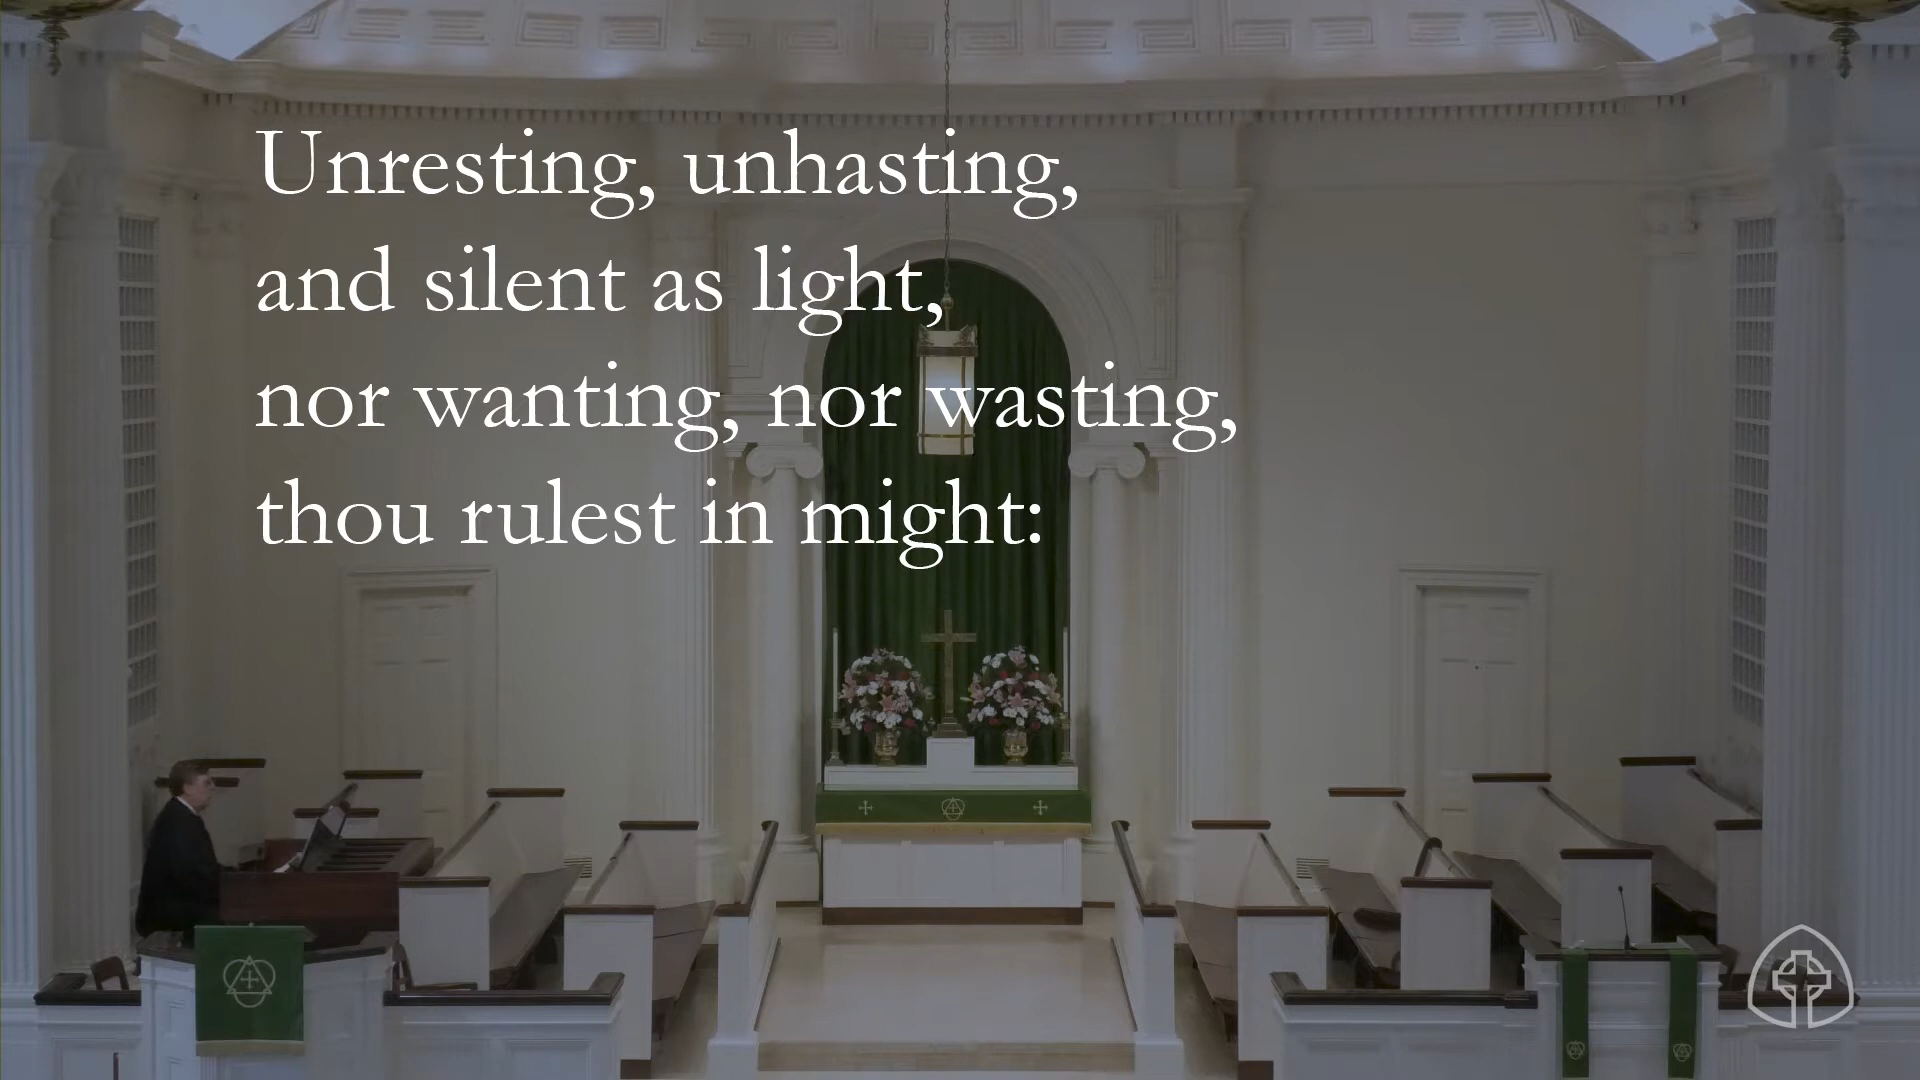 Unresting, unhasting,
and silent as light,
nor wanting, nor wasting,
thou rulest in might: